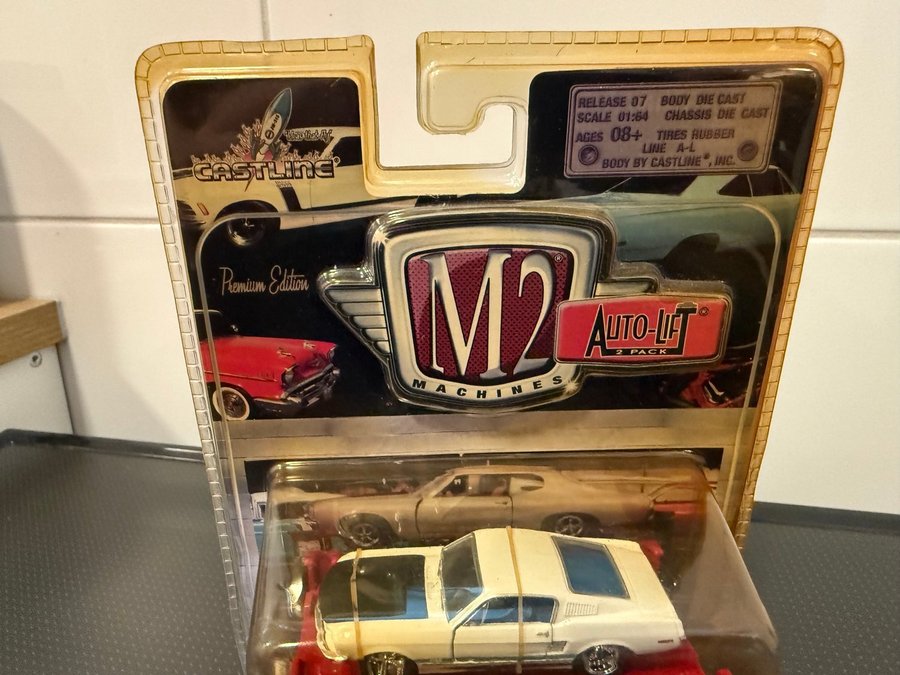 CASTLINE®
RELEASE 07 BODY DIE CAST
SCALE 01:64 CHASSIS DIE CAST
AGES 08+ TIRES RUBBER
LINE A-L
BODY BY CASTLINE®, INC.
Premium Edition
M2®
MACHINES
AUTO-LIFT®
2 PACK